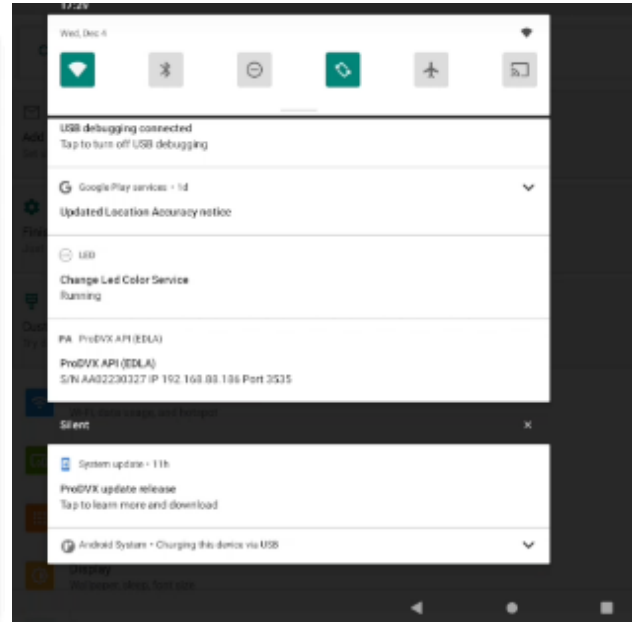 17:29
Wed, Dec 4
USB debugging connected
Tap to turn off USB debugging
Google Play services • 1d
Updated Location Accuracy notice
LED
Change Led Color Service
Running
PA ProDVX API (EDLA)
ProDVX API (EDLA)
S/N AA02230327 IP 192.168.88.186 Port 3535
Wi-Fi, data usage, and hotspot
Silent
System update • 11h
ProDVX update release
Tap to learn more and download
Android System • Charging this device via USB
Display
Wallpaper, sleep, font size